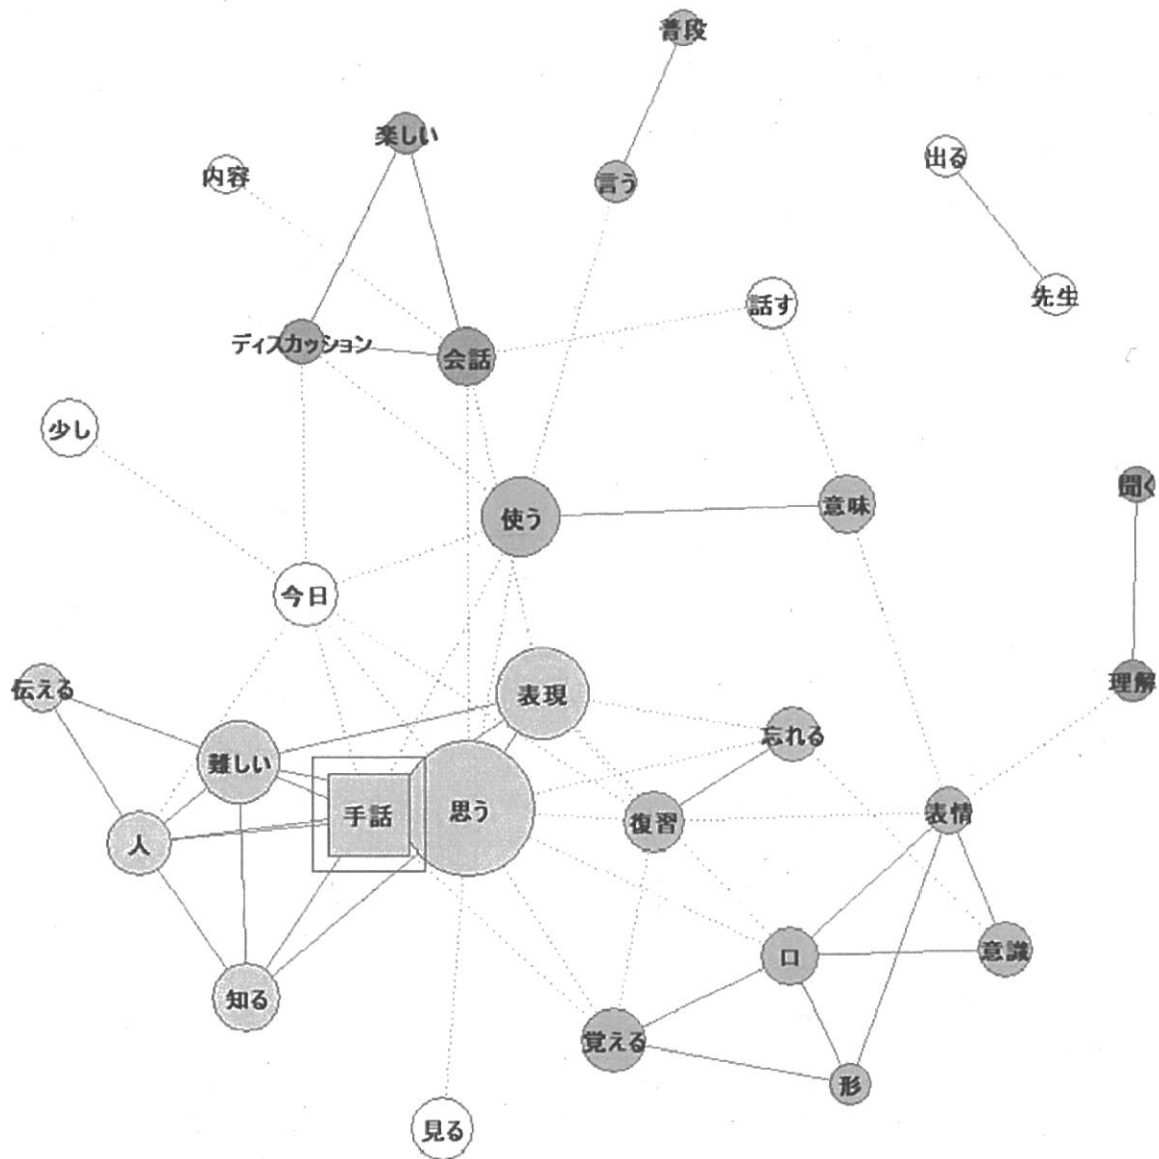 普段
楽しい
内容
言う
出る
話す
先生
ディスカッション
会話
少し
使う
意味
聞く
今日
伝える
表現
理解
難しい
忘れる
手話
思う
復習
表情
人
口
意識
知る
覚える
形
見る